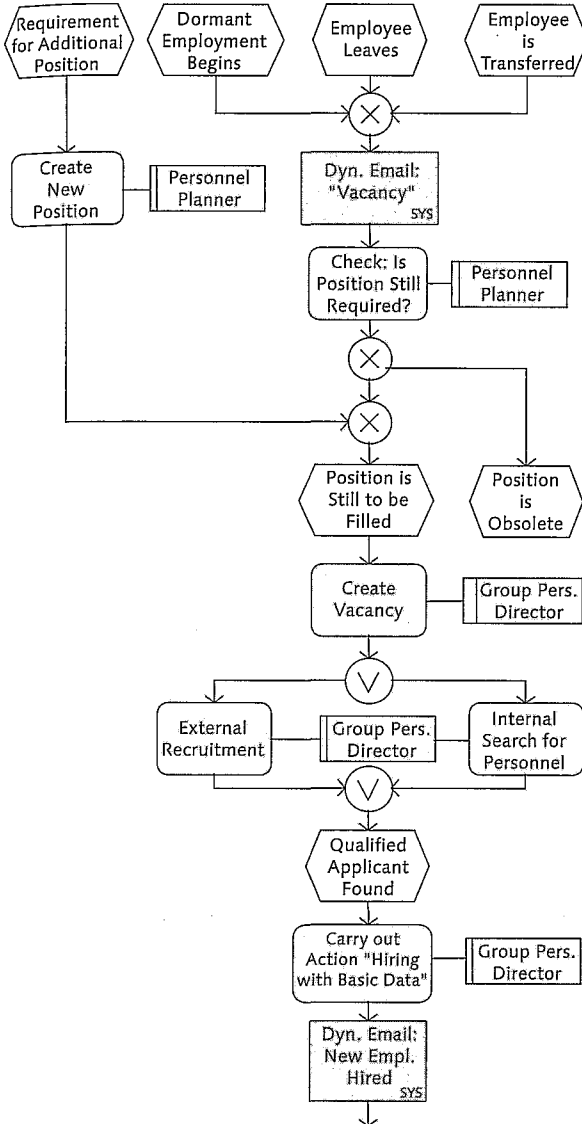 Requirement
for Additional
Position
Dormant
Employment
Begins
Employee
Leaves
Employee
is
Transferred
Create
New
Position
Personnel
Planner
Dyn. Email:
"Vacancy"
SYS
Check: Is
Position Still
Required?
Personnel
Planner
Position is
Still to be
Filled
Position
is
Obsolete
Create
Vacancy
Group Pers.
Director
External
Recruitment
Group Pers.
Director
Internal
Search for
Personnel
Qualified
Applicant
Found
Carry out
Action "Hiring
with Basic Data"
Group Pers.
Director
Dyn. Email:
New Empl.
Hired
SYS